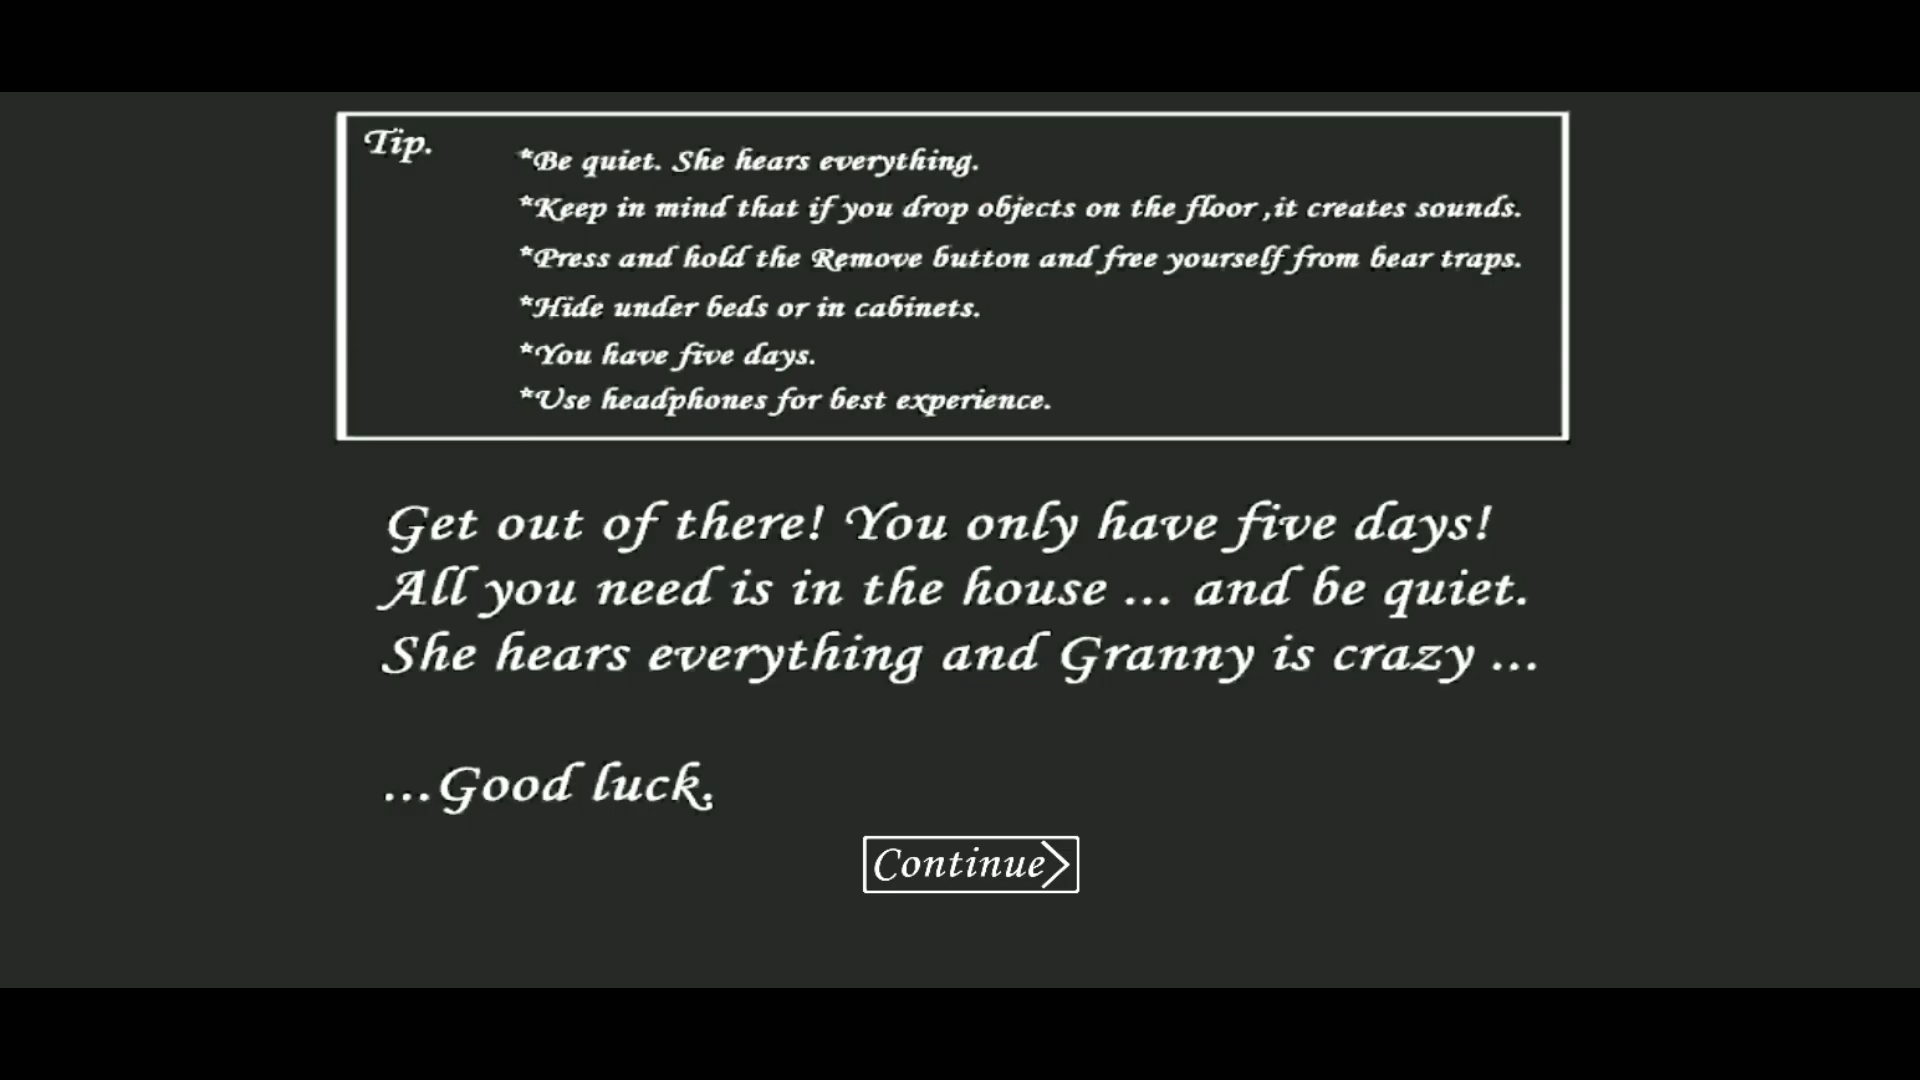 Tip.
*Be quiet. She hears everything.
*Keep in mind that if you drop objects on the floor ,it creates sounds.
*Press and hold the Remove button and free yourself from bear traps.
*Hide under beds or in cabinets.
*You have five days.
*Use headphones for best experience.
Get out of there! You only have five days!
All you need is in the house ... and be quiet.
She hears everything and Granny is crazy ...
...Good luck.
Continue>